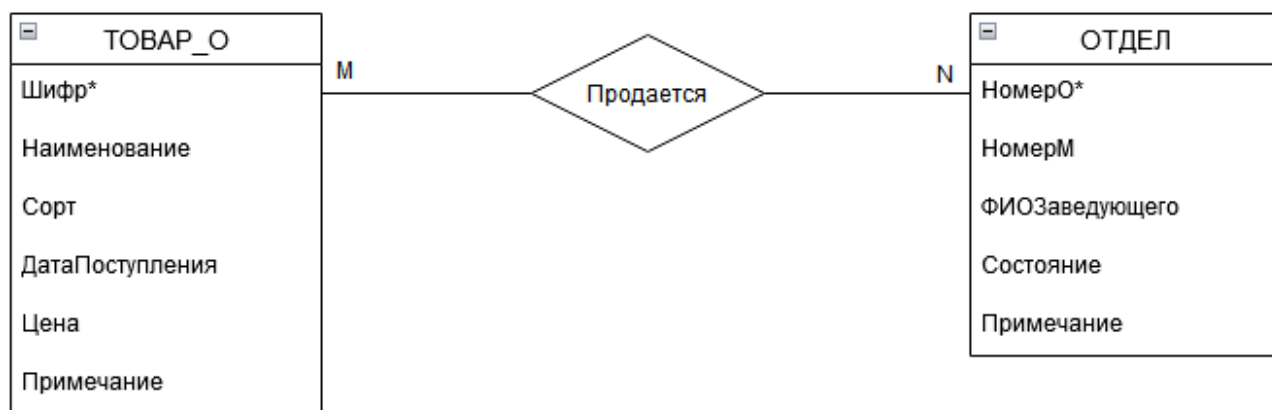 ТОВАР_О
Шифр*
Наименование
Сорт
ДатаПоступления
Цена
Примечание
M
Продается
N
ОТДЕЛ
НомерО*
НомерМ
ФИОЗаведующего
Состояние
Примечание